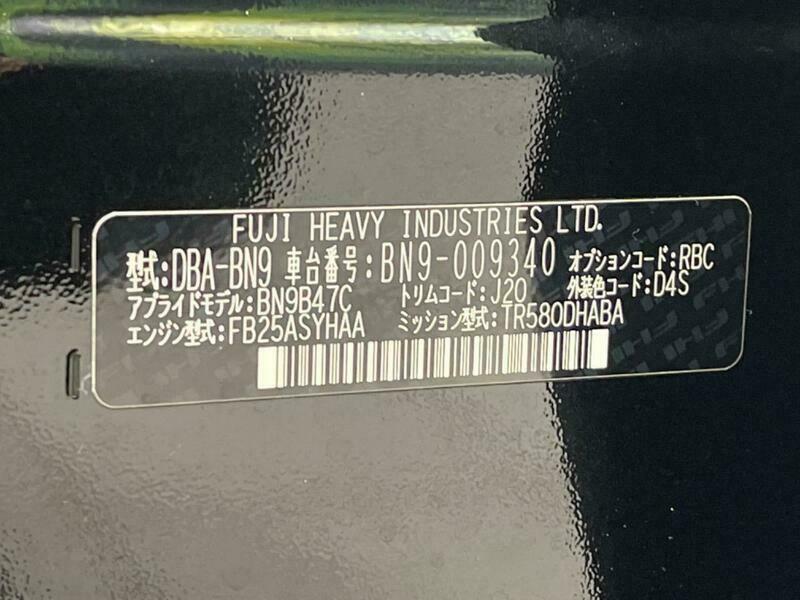 FUJI HEAVY INDUSTRIES LTD.
型式:DBA-BN9 車台番号:BN9-009340 オプションコード:RBC
アプライドモデル:BN9B47C トリムコード:J20 外装色コード:D4S
エンジン型式:FB25ASYHAA ミッション型式:TR580DHABA